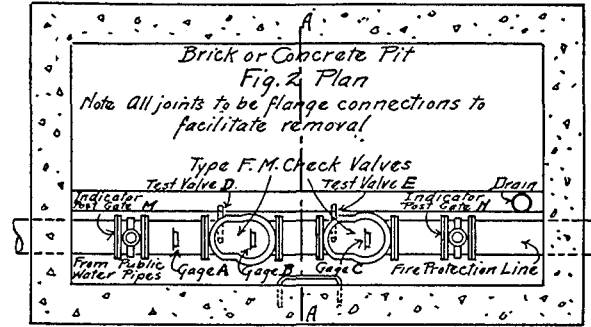 A
Brick or Concrete Pit
Fig. 2 Plan
Note All joints to be flange connections to
facilitate removal
Type F.M. Check Valves
Test Valve D.
Test Valve E
Drain
Indicator
Post Gate M
Indicator
Post Gate N
From Public
Water Pipes
Gage A
Gage B
Gage C
Fire Protection Line
A